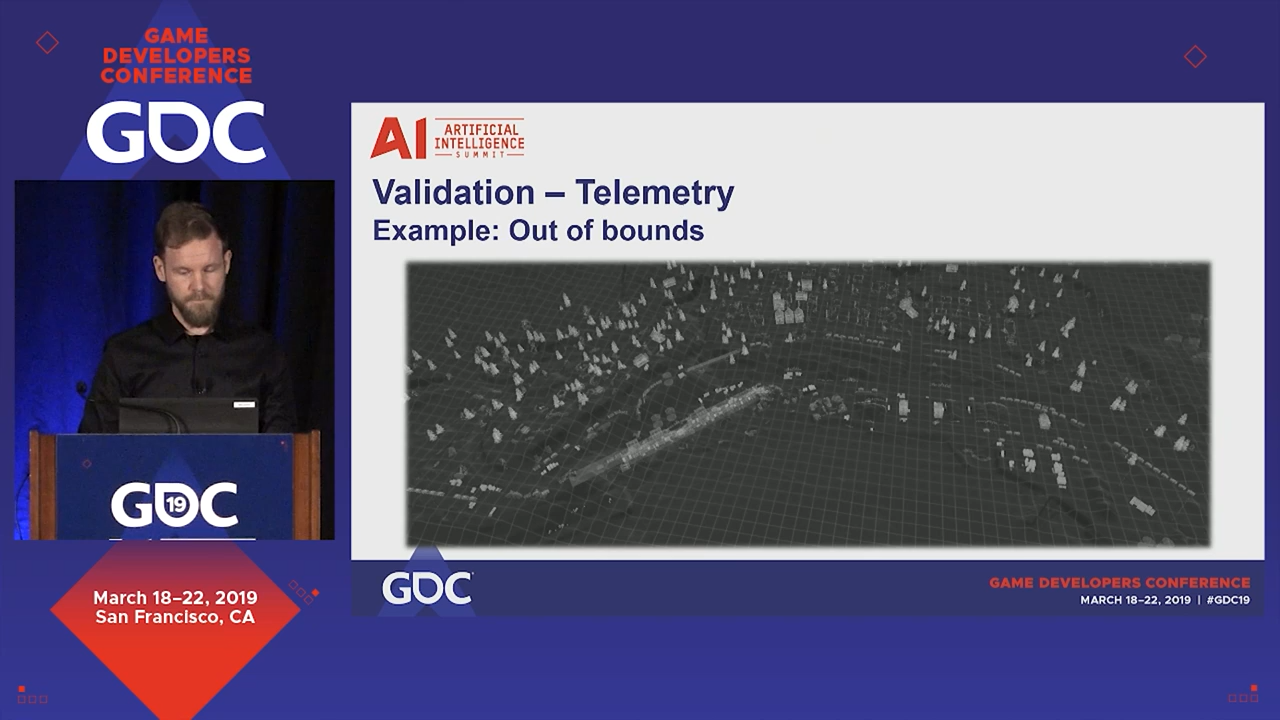 GAME
DEVELOPERS
CONFERENCE
GDC
AI ARTIFICIAL
INTELLIGENCE
SUMMIT
Validation – Telemetry
Example: Out of bounds
GDC
19
March 18–22, 2019
San Francisco, CA
GDC
GAME DEVELOPERS CONFERENCE
MARCH 18–22, 2019 | #GDC19